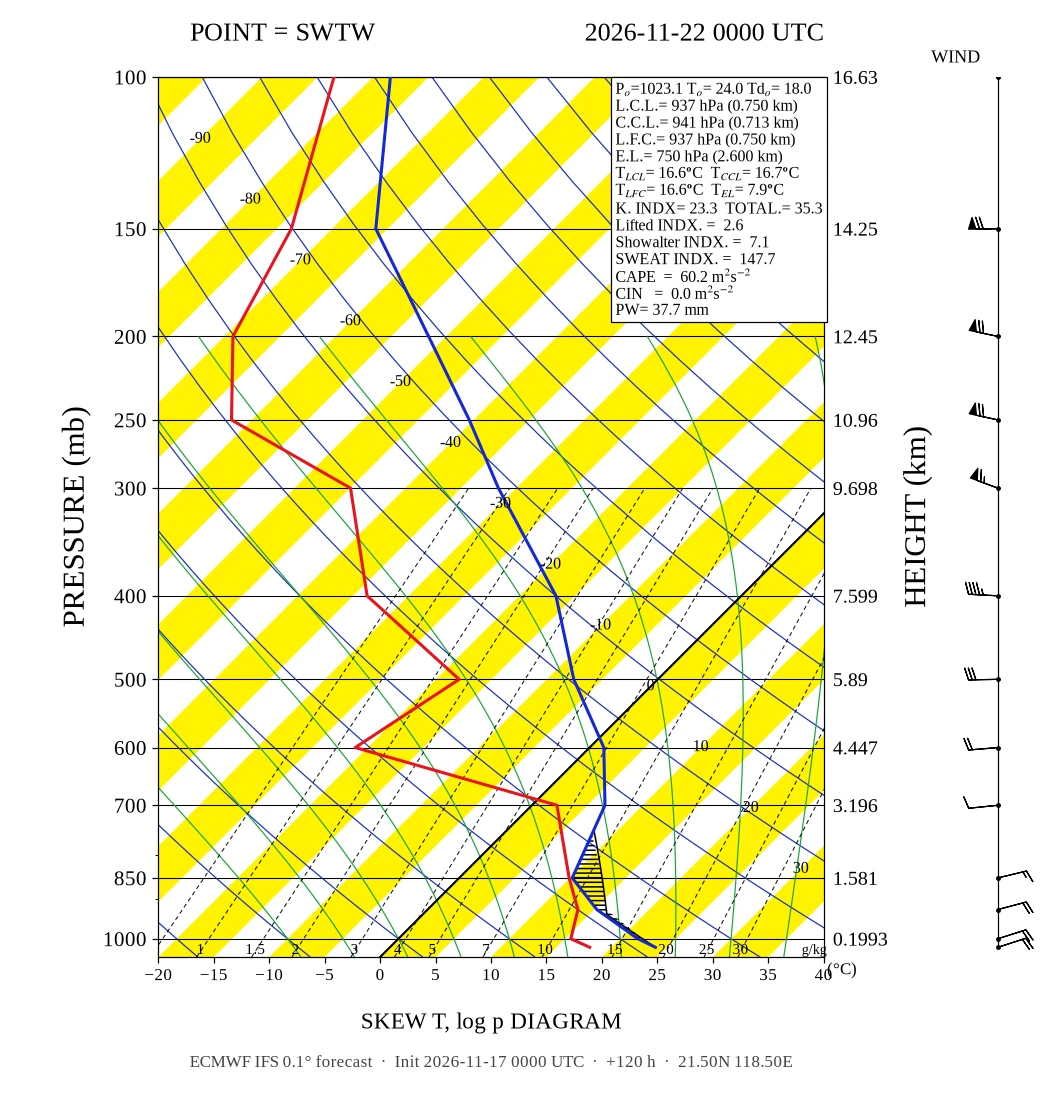 POINT = SWTW
2026-11-22 0000 UTC
WIND
100
16.63
Pₒ=1023.1 Tₒ= 24.0 Tdₒ= 18.0
L.C.L.= 937 hPa (0.750 km)
C.C.L.= 941 hPa (0.713 km)
L.F.C.= 937 hPa (0.750 km)
E.L.= 750 hPa (2.600 km)
T_LCL= 16.6°C T_CCL= 16.7°C
T_LFC= 16.6°C T_EL= 7.9°C
K. INDX= 23.3 TOTAL.= 35.3
Lifted INDX. = 2.6
Showalter INDX. = 7.1
SWEAT INDX. = 147.7
CAPE = 60.2 m²s⁻²
CIN = 0.0 m²s⁻²
PW= 37.7 mm
-90
-80
150
14.25
-70
-60
200
12.45
-50
250
10.96
-40
300
9.698
-30
-20
400
7.599
-10
500
5.89
0
600
4.447
10
700
3.196
20
850
1.581
30
1000
0.1993
1 1.5 2 3 4 5 7 10 15 20 25 30 g/kg
−20 −15 −10 −5 0 5 10 15 20 25 30 35 40
(°C)
PRESSURE (mb)
HEIGHT (km)
SKEW T, log p DIAGRAM
ECMWF IFS 0.1° forecast · Init 2026-11-17 0000 UTC · +120 h · 21.50N 118.50E